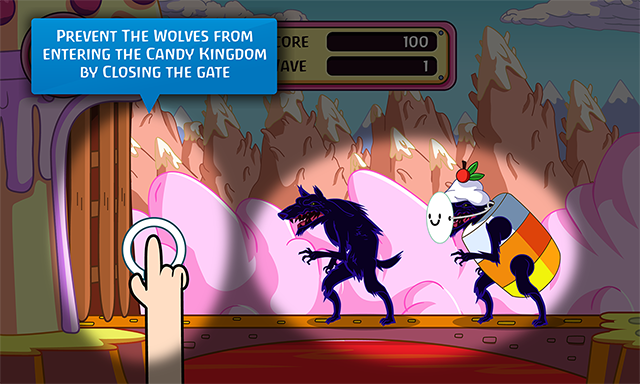 Prevent The Wolves from
entering the Candy Kingdom
by Closing the gate
100
1